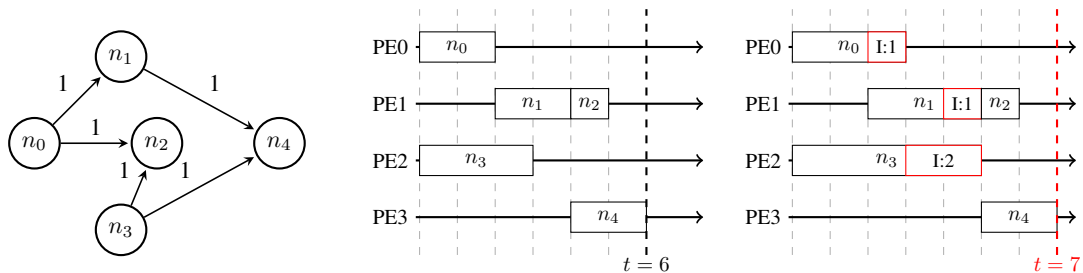 n₁
1
1
n₀
1
n₂
n₄
1
1
n₃
PE0
n₀
PE1
n₁
n₂
PE2
n₃
PE3
n₄
t = 6
PE0
n₀
I:1
PE1
n₁
I:1
n₂
PE2
n₃
I:2
PE3
n₄
t = 7